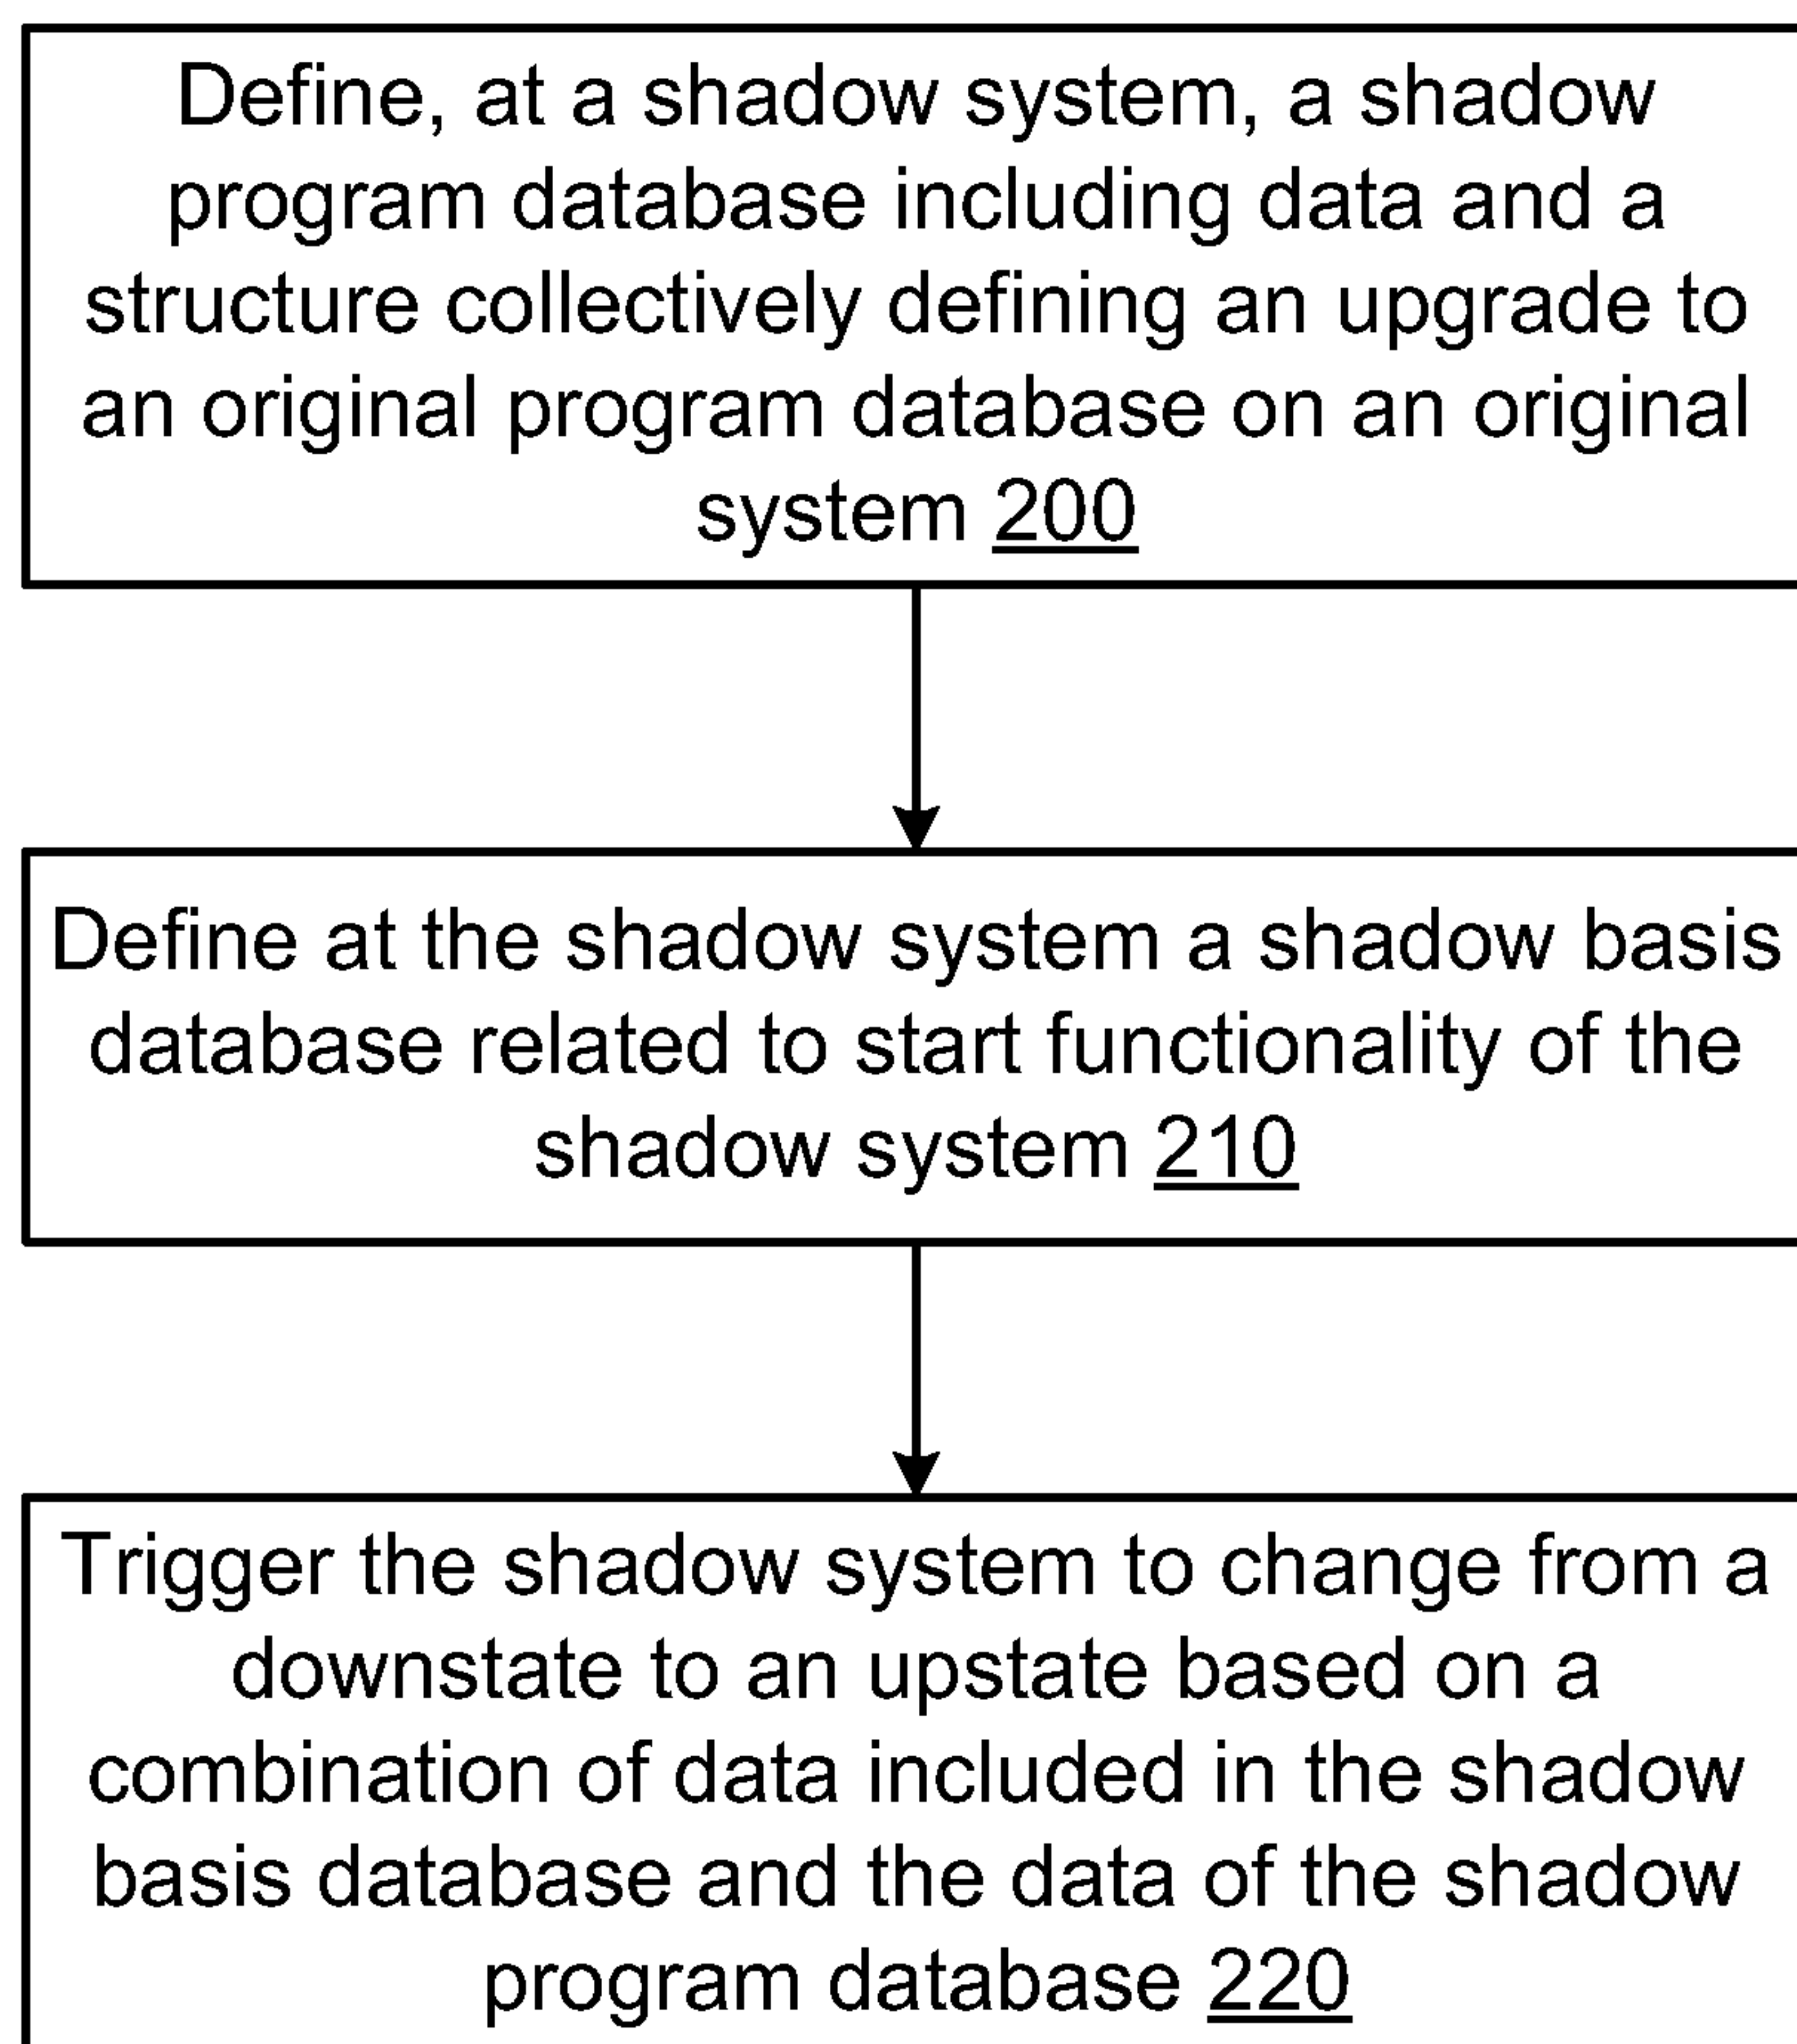 Define, at a shadow system, a shadow
program database including data and a
structure collectively defining an upgrade to
an original program database on an original
system 200
Define at the shadow system a shadow basis
database related to start functionality of the
shadow system 210
Trigger the shadow system to change from a
downstate to an upstate based on a
combination of data included in the shadow
basis database and the data of the shadow
program database 220